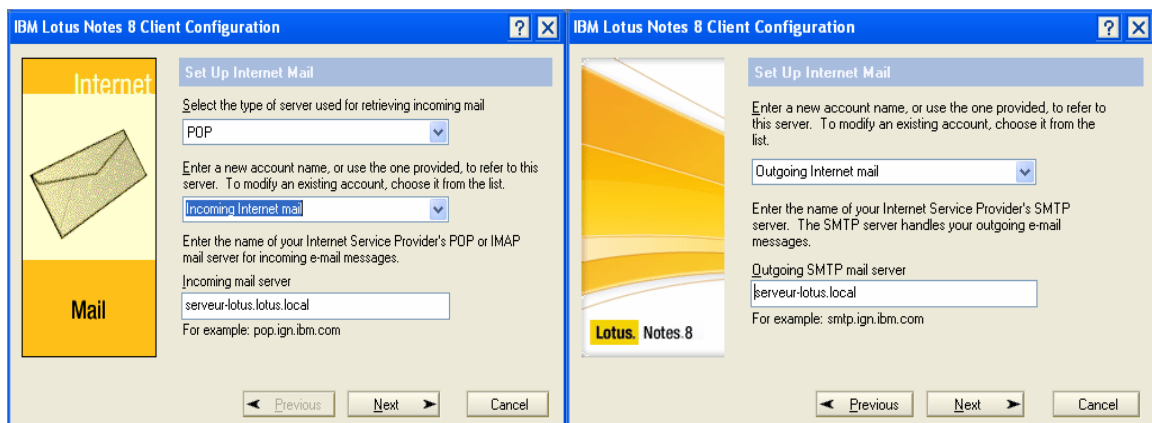 IBM Lotus Notes 8 Client Configuration
Internet
Mail
Set Up Internet Mail
Select the type of server used for retrieving incoming mail
POP
Enter a new account name, or use the one provided, to refer to this
server. To modify an existing account, choose it from the list.
Incoming Internet mail
Enter the name of your Internet Service Provider's POP or IMAP
mail server for incoming e-mail messages.
Incoming mail server
serveur-lotus.lotus.local
For example: pop.ign.ibm.com
Previous
Next
Cancel
IBM Lotus Notes 8 Client Configuration
Lotus. Notes.8
Set Up Internet Mail
Enter a new account name, or use the one provided, to refer to
this server. To modify an existing account, choose it from the
list.
Outgoing Internet mail
Enter the name of your Internet Service Provider's SMTP
server. The SMTP server handles your outgoing e-mail
messages.
Outgoing SMTP mail server
serveur-lotus.local
For example: smtp.ign.ibm.com
Previous
Next
Cancel